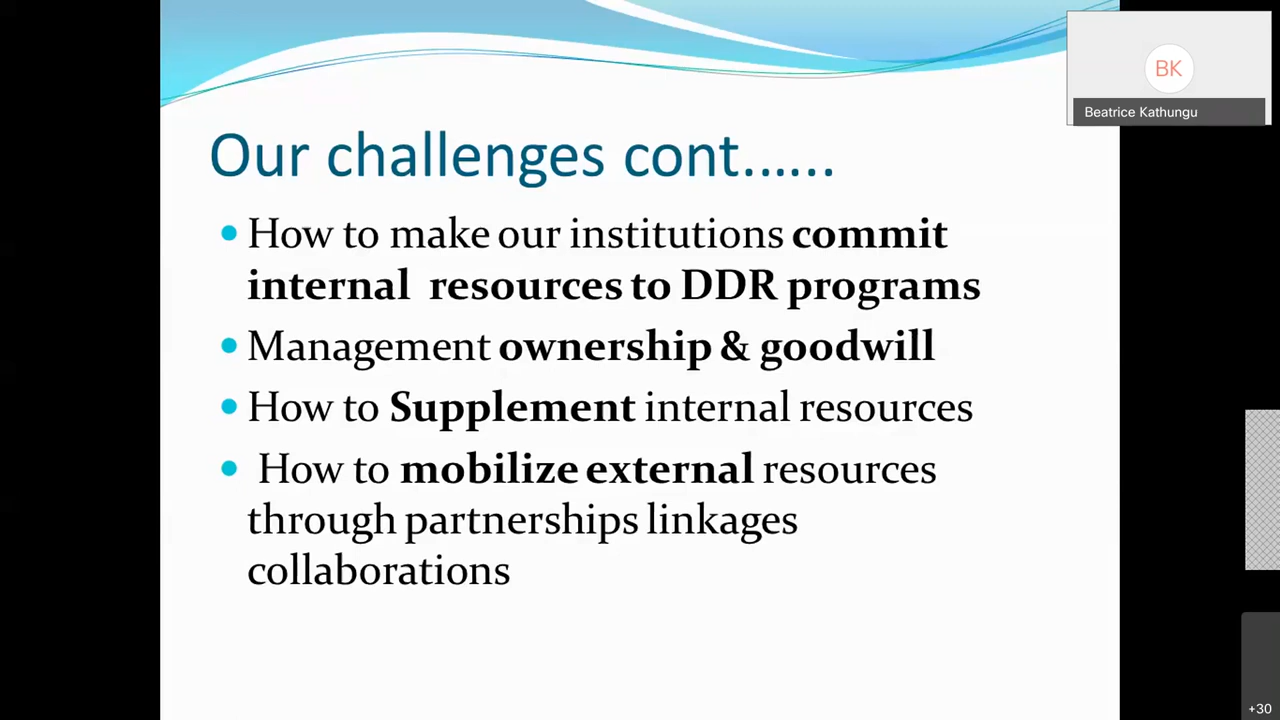 BK
Beatrice Kathungu
Our challenges cont......
• How to make our institutions commit
internal resources to DDR programs
• Management ownership & goodwill
• How to Supplement internal resources
• How to mobilize external resources
through partnerships linkages
collaborations
+30